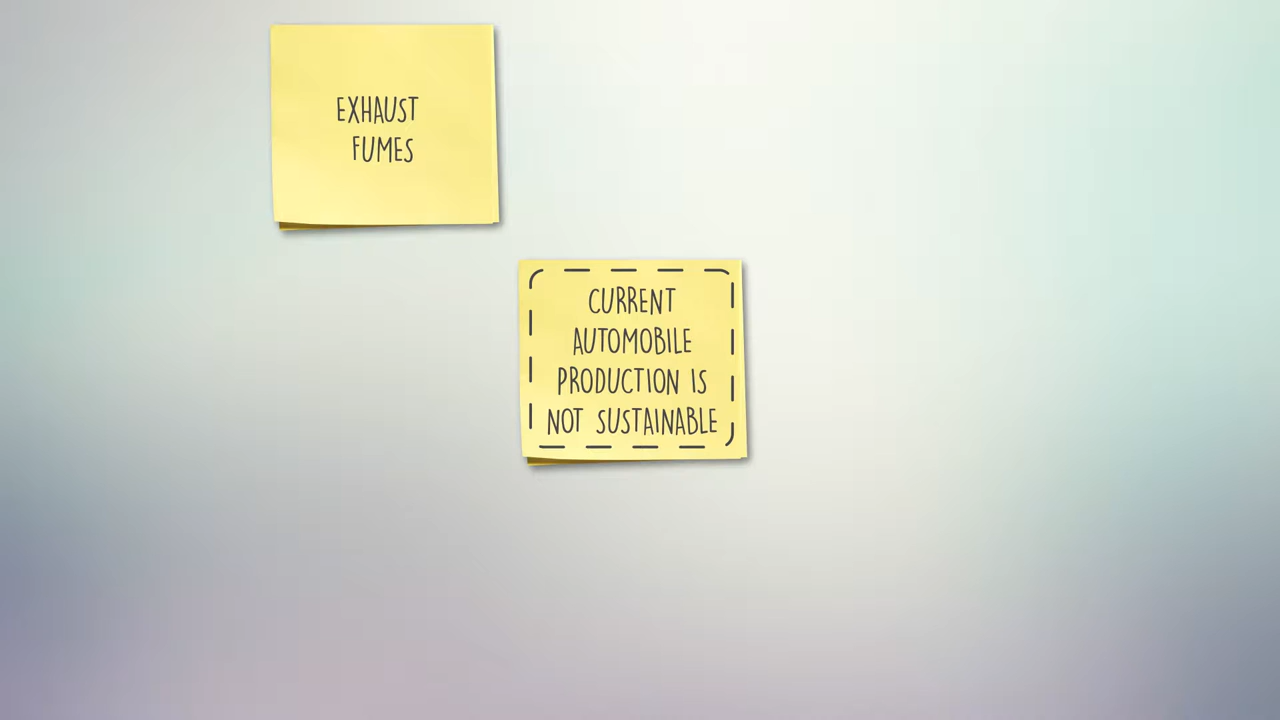 EXHAUST
FUMES
CURRENT
AUTOMOBILE
PRODUCTION IS
NOT SUSTAINABLE